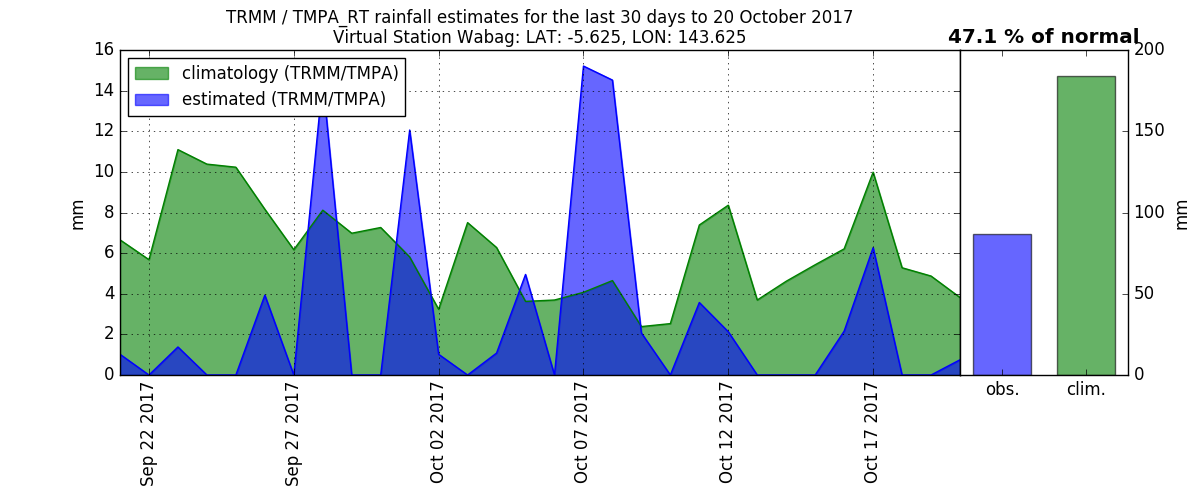 TRMM / TMPA_RT rainfall estimates for the last 30 days to 20 October 2017
Virtual Station Wabag: LAT: -5.625, LON: 143.625
47.1 % of normal
climatology (TRMM/TMPA)
estimated (TRMM/TMPA)
mm
16
14
12
10
8
6
4
2
0
Sep 22 2017
Sep 27 2017
Oct 02 2017
Oct 07 2017
Oct 12 2017
Oct 17 2017
obs.
clim.
200
150
100
50
0
mm